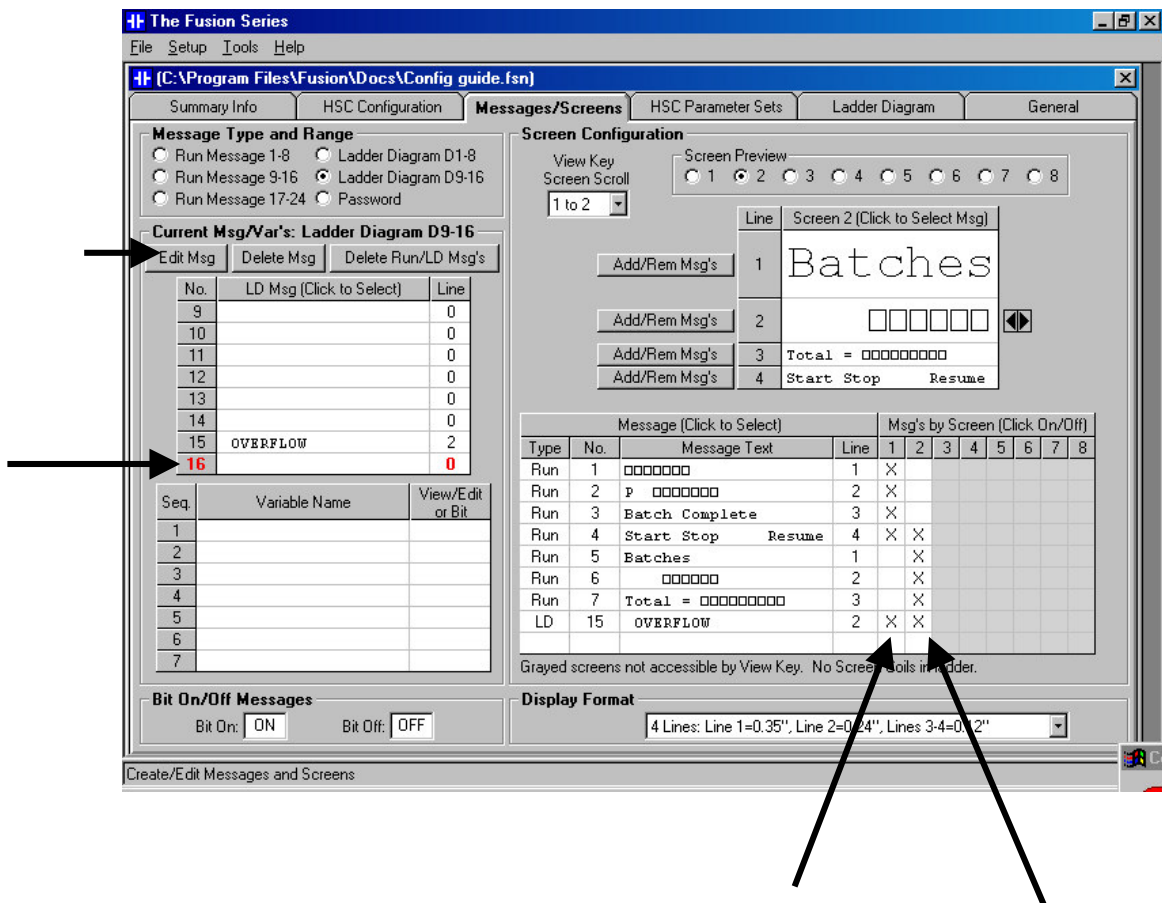 The Fusion Series
File Setup Tools Help
(C:\Program Files\Fusion\Docs\Config guide.fsn)
Summary Info HSC Configuration Messages/Screens HSC Parameter Sets Ladder Diagram General
Message Type and Range
Run Message 1-8 Ladder Diagram D1-8
Run Message 9-16 Ladder Diagram D9-16
Run Message 17-24 Password
Current Msg/Var's: Ladder Diagram D9-16
Edit Msg Delete Msg Delete Run/LD Msg's
No. LD Msg (Click to Select) Line
9 0
10 0
11 0
12 0
13 0
14 0
15 OVERFLOW 2
16 0
Seq. Variable Name View/Edit or Bit
1
2
3
4
5
6
7
Bit On/Off Messages
Bit On: ON Bit Off: OFF
Screen Configuration
View Key
Screen Scroll
1 to 2
Screen Preview
1 2 3 4 5 6 7 8
Line Screen 2 (Click to Select Msg)
Add/Rem Msg's 1 Batches
Add/Rem Msg's 2 □□□□□□
Add/Rem Msg's 3 Total = □□□□□□□□□
Add/Rem Msg's 4 Start Stop Resume
Message (Click to Select) Msg's by Screen (Click On/Off)
Type No. Message Text Line 1 2 3 4 5 6 7 8
Run 1 □□□□□□□ 1 X
Run 2 P □□□□□□□ 2 X
Run 3 Batch Complete 3 X
Run 4 Start Stop Resume 4 X X
Run 5 Batches 1 X
Run 6 □□□□□□ 2 X
Run 7 Total = □□□□□□□□□ 3 X
LD 15 OVERFLOW 2 X X
Grayed screens not accessible by View Key. No Screen Coils in ladder.
Display Format
4 Lines: Line 1=0.35", Line 2=0.24", Lines 3-4=0.12"
Create/Edit Messages and Screens